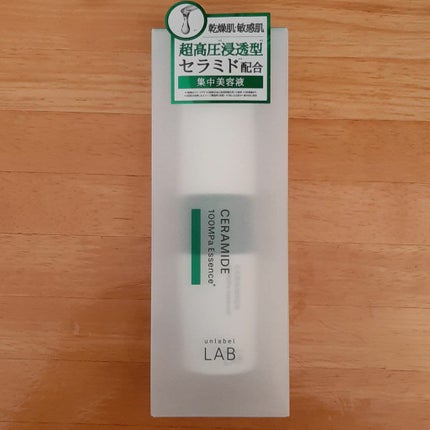 乾燥肌・敏感肌
超高圧浸透型
セラミド配合
集中美容液
CERAMIDE
100MPa Essence*
unlabel
LAB